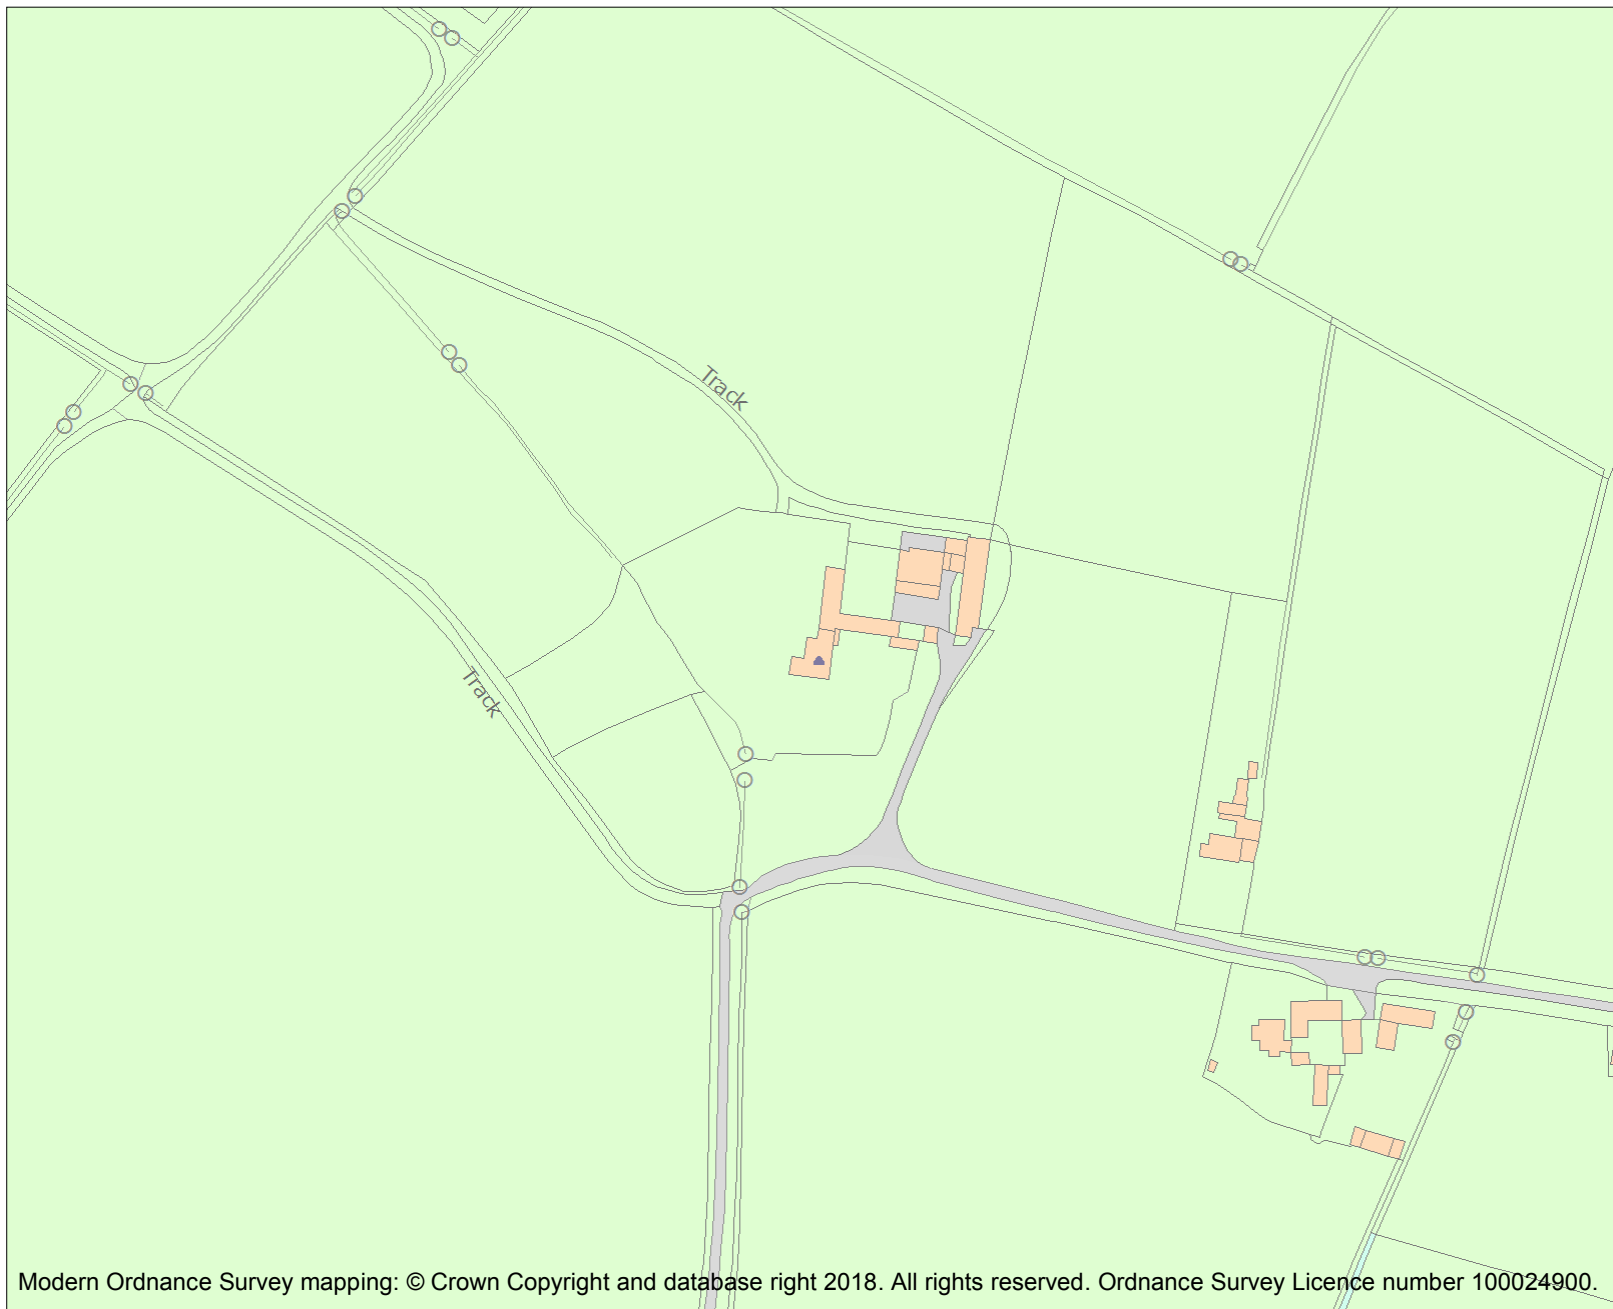 Track
Track
Modern Ordnance Survey mapping: © Crown Copyright and database right 2018. All rights reserved. Ordnance Survey Licence number 100024900.